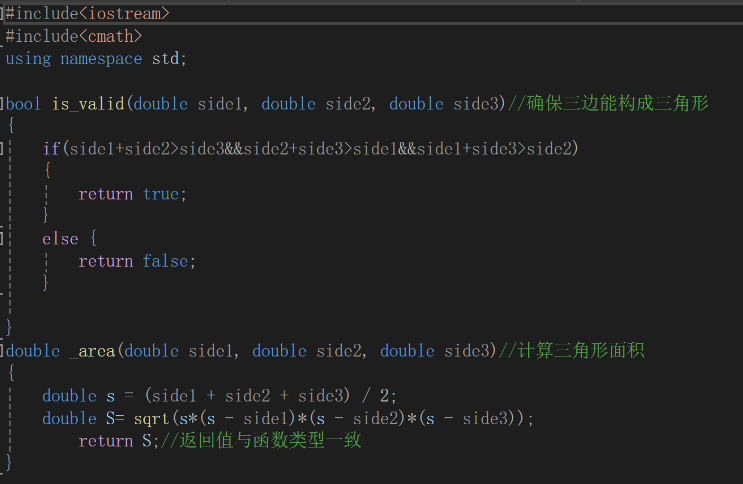 #include<iostream>
#include<cmath>
using namespace std;
bool is_valid(double side1, double side2, double side3)//确保三边能构成三角形
{
if(side1+side2>side3&&side2+side3>side1&&side1+side3>side2)
{
return true;
}
else {
return false;
}
}
double _area(double side1, double side2, double side3)//计算三角形面积
{
double s = (side1 + side2 + side3) / 2;
double S= sqrt(s*(s - side1)*(s - side2)*(s - side3));
return S;//返回值与函数类型一致
}